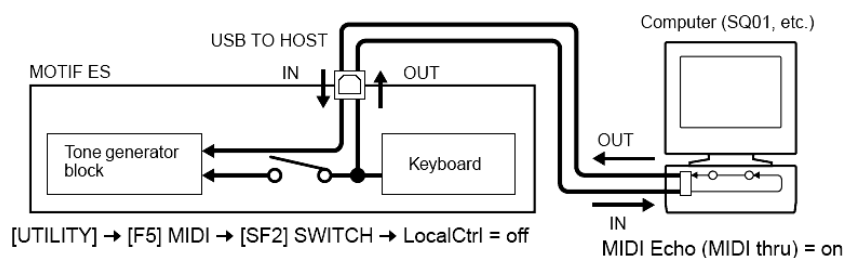 Computer (SQ01, etc.)
USB TO HOST
MOTIF ES
IN
OUT
Tone generator
block
Keyboard
OUT
IN
[UTILITY] → [F5] MIDI → [SF2] SWITCH → LocalCtrl = off
MIDI Echo (MIDI thru) = on